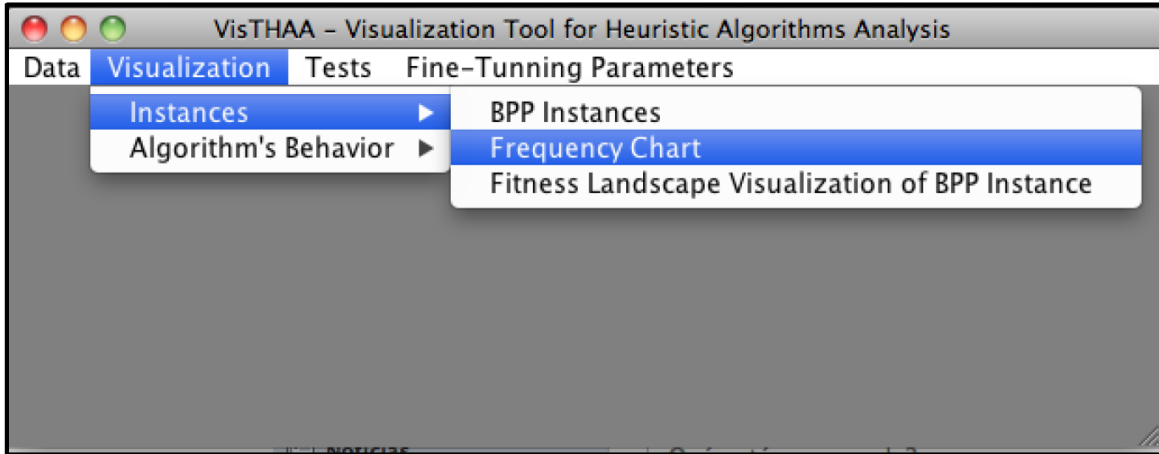 VisTHAA – Visualization Tool for Heuristic Algorithms Analysis
Data Visualization Tests Fine–Tunning Parameters
Instances
BPP Instances
Algorithm's Behavior
Frequency Chart
Fitness Landscape Visualization of BPP Instance